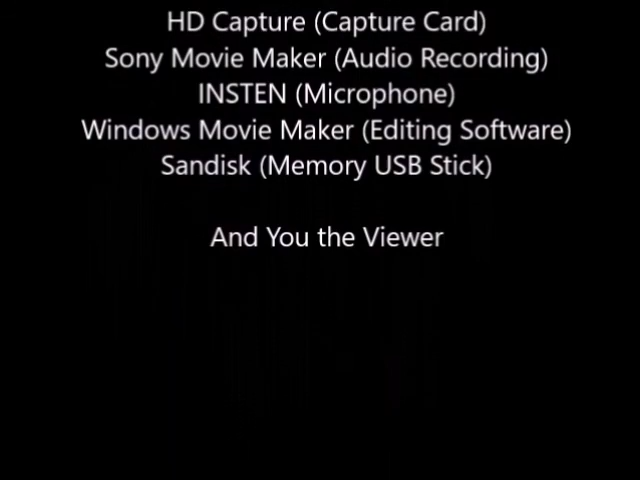 HD Capture (Capture Card)
Sony Movie Maker (Audio Recording)
INSTEN (Microphone)
Windows Movie Maker (Editing Software)
Sandisk (Memory USB Stick)
And You the Viewer